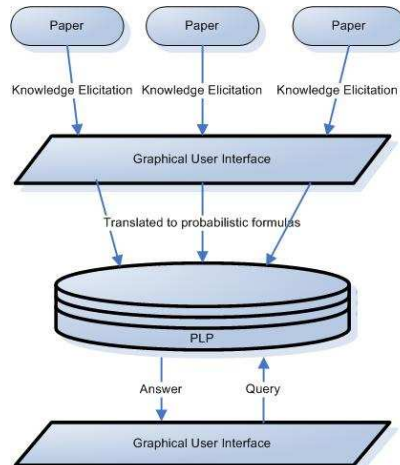 Paper Paper Paper
Knowledge Elicitation Knowledge Elicitation Knowledge Elicitation
Graphical User Interface
Translated to probabilistic formulas
PLP
Answer Query
Graphical User Interface